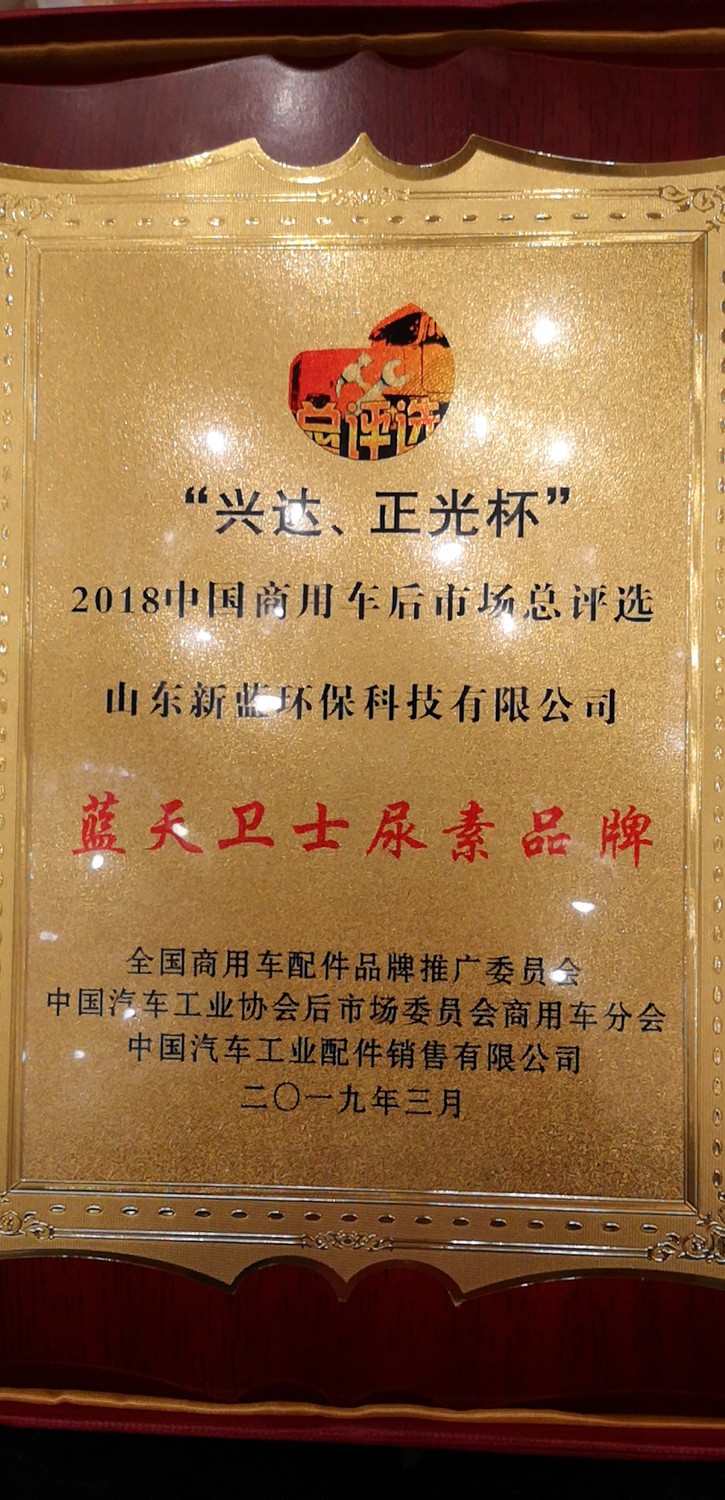 总评选
“兴达、正光杯”
2018中国商用车后市场总评选
山东新蓝环保科技有限公司
蓝天卫士尿素品牌
全国商用车配件品牌推广委员会
中国汽车工业协会后市场委员会商用车分会
中国汽车工业配件销售有限公司
二〇一九年三月